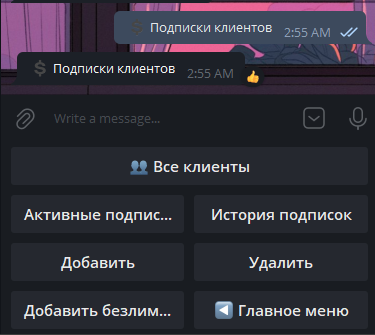 Подписки клиентов
2:55 AM
$ Подписки клиентов
2:55 AM
Write a message...
Все клиенты
Активные подпис...
История подписок
Добавить
Удалить
Добавить безлим...
Главное меню